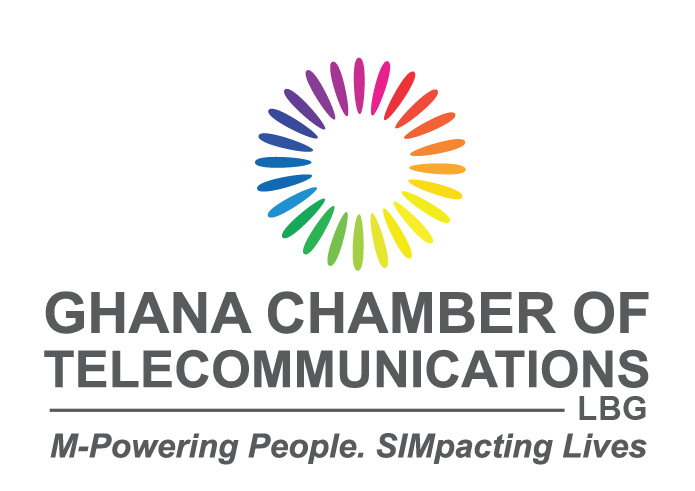 GHANA CHAMBER OF
TELECOMMUNICATIONS
LBG
M-Powering People. SIMpacting Lives